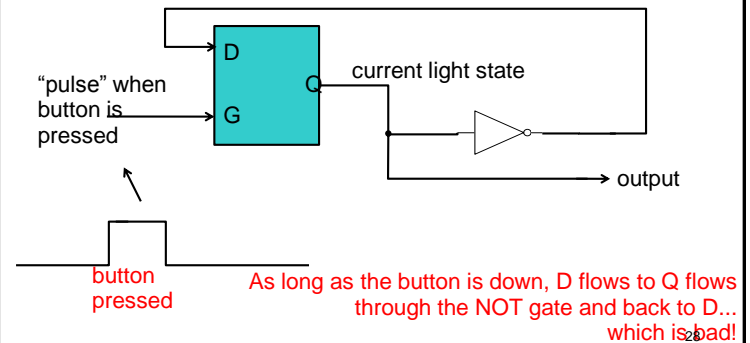 D
Q
G
current light state
“pulse” when
button is
pressed
output
button
pressed
As long as the button is down, D flows to Q flows
through the NOT gate and back to D...
which is bad!
28